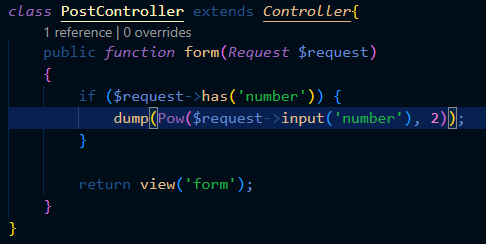 class PostController extends Controller{
1 reference | 0 overrides
public function form(Request $request)
{
if ($request->has('number')) {
dump(Pow($request->input('number'), 2));
}
return view('form');
}
}